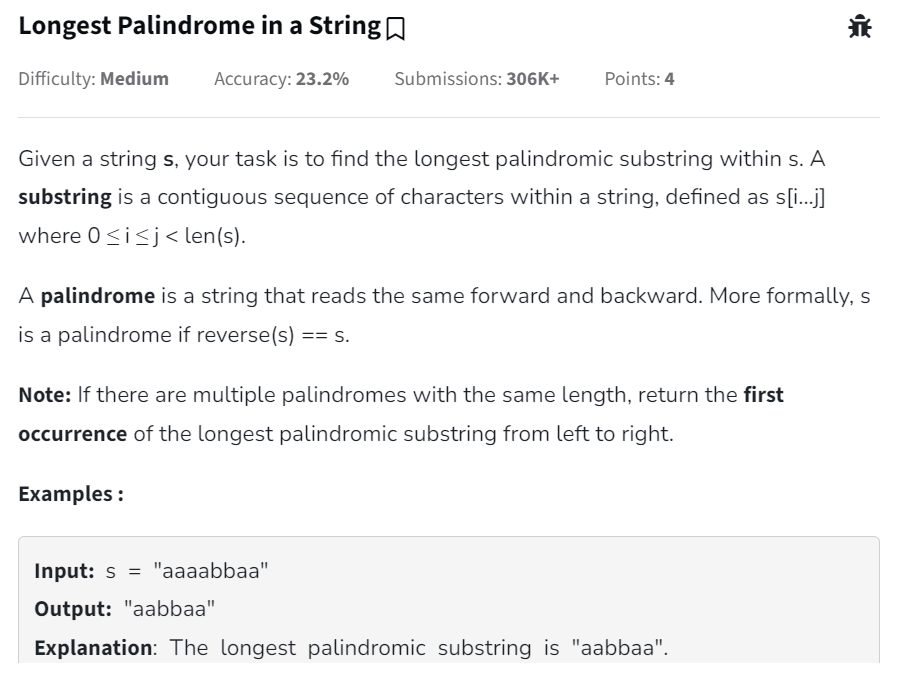 Longest Palindrome in a String
Difficulty: Medium Accuracy: 23.2% Submissions: 306K+ Points: 4
Given a string s, your task is to find the longest palindromic substring within s. A
substring is a contiguous sequence of characters within a string, defined as s[i...j]
where 0 ≤ i ≤ j < len(s).
A palindrome is a string that reads the same forward and backward. More formally, s
is a palindrome if reverse(s) == s.
Note: If there are multiple palindromes with the same length, return the first
occurrence of the longest palindromic substring from left to right.
Examples :
Input: s = "aaaabbaa"
Output: "aabbaa"
Explanation: The longest palindromic substring is "aabbaa".